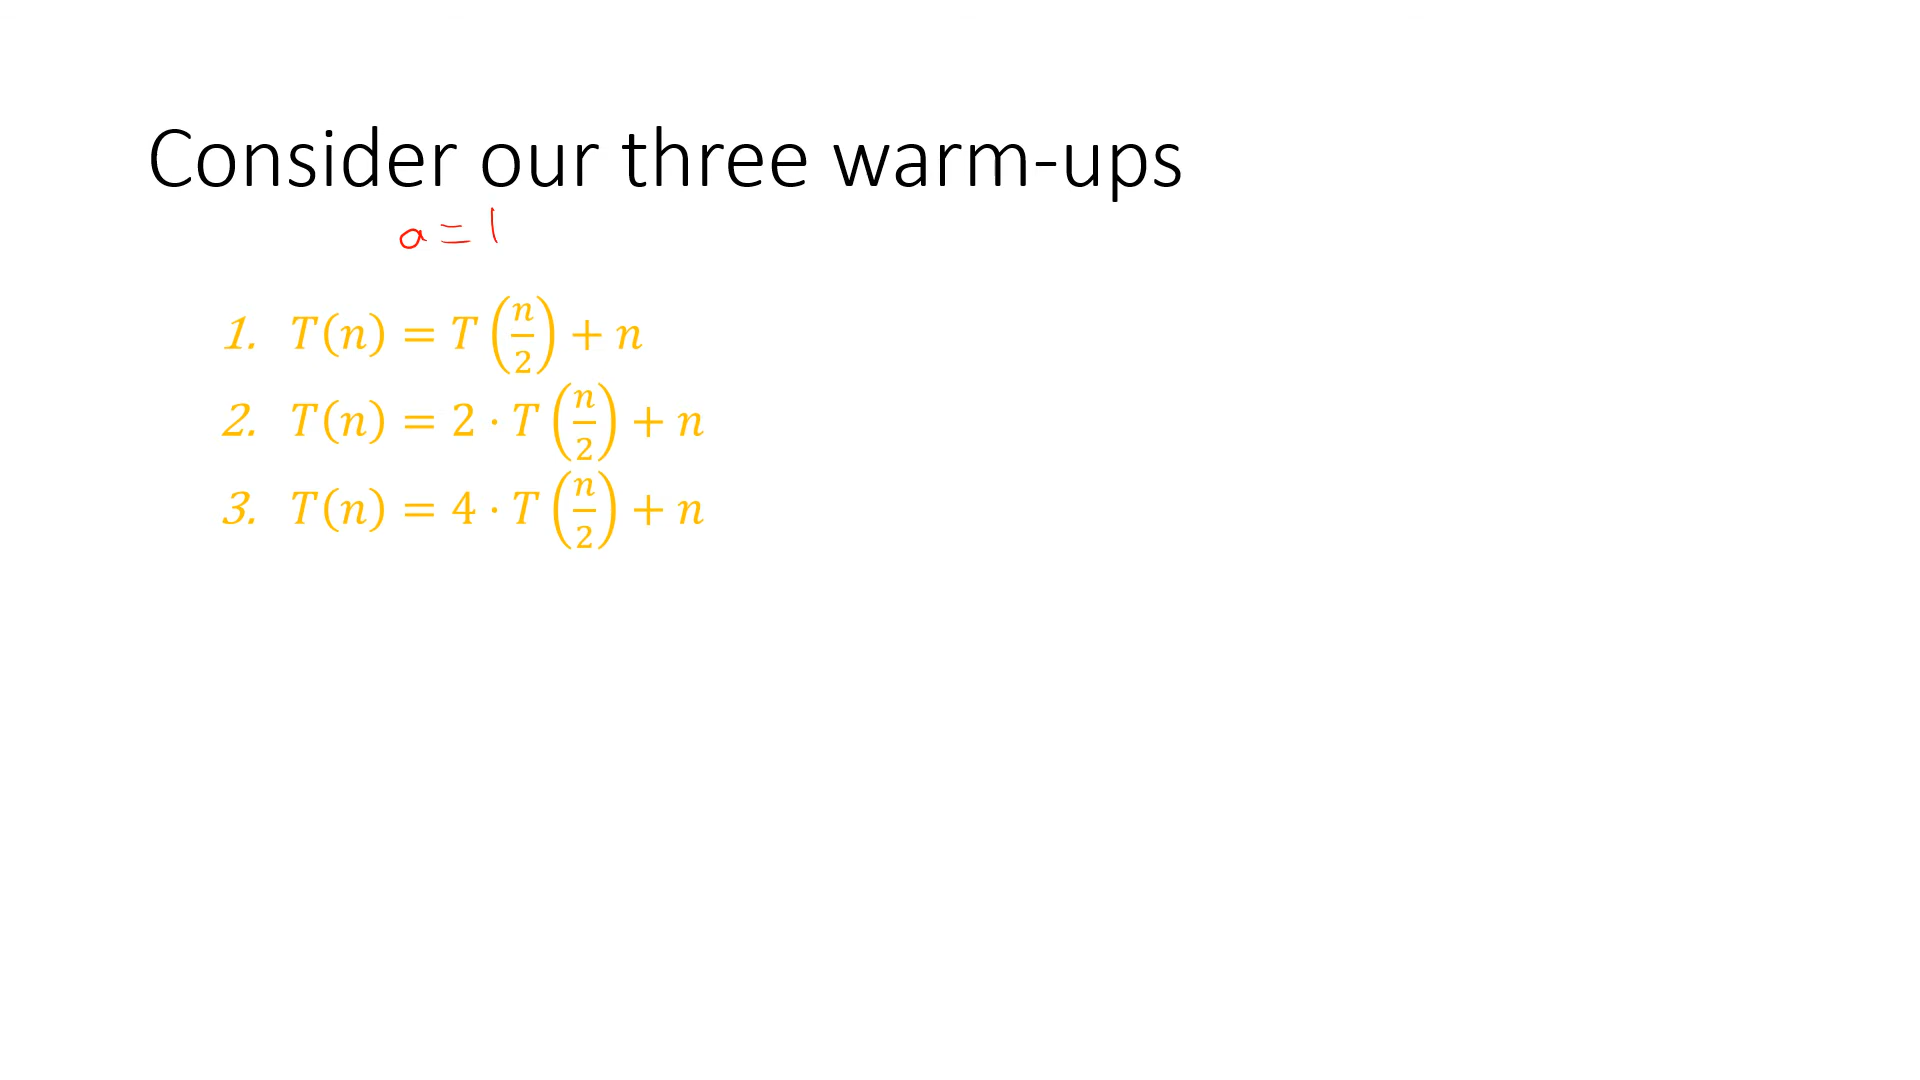 Consider our three warm-ups
a = 1
1. T(n) = T(n/2) + n
2. T(n) = 2 · T(n/2) + n
3. T(n) = 4 · T(n/2) + n